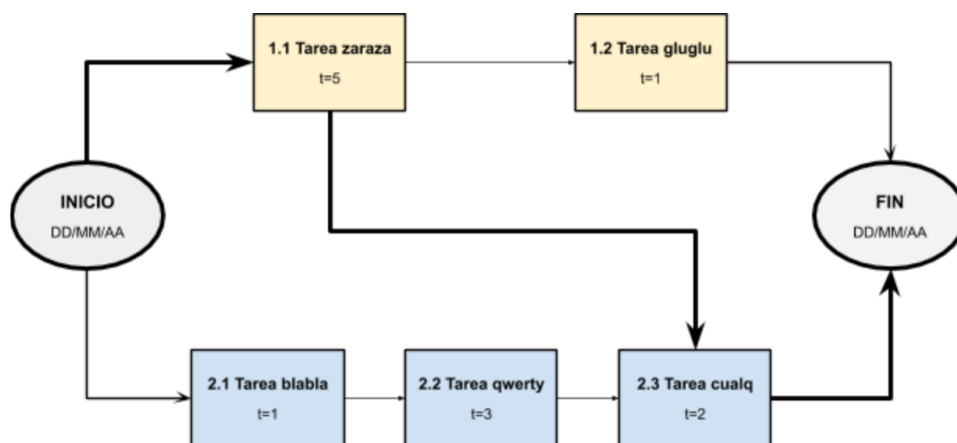 1.1 Tarea zaraza
t=5
1.2 Tarea gluglu
t=1
INICIO
DD/MM/AA
FIN
DD/MM/AA
2.1 Tarea blabla
t=1
2.2 Tarea qwerty
t=3
2.3 Tarea cualq
t=2